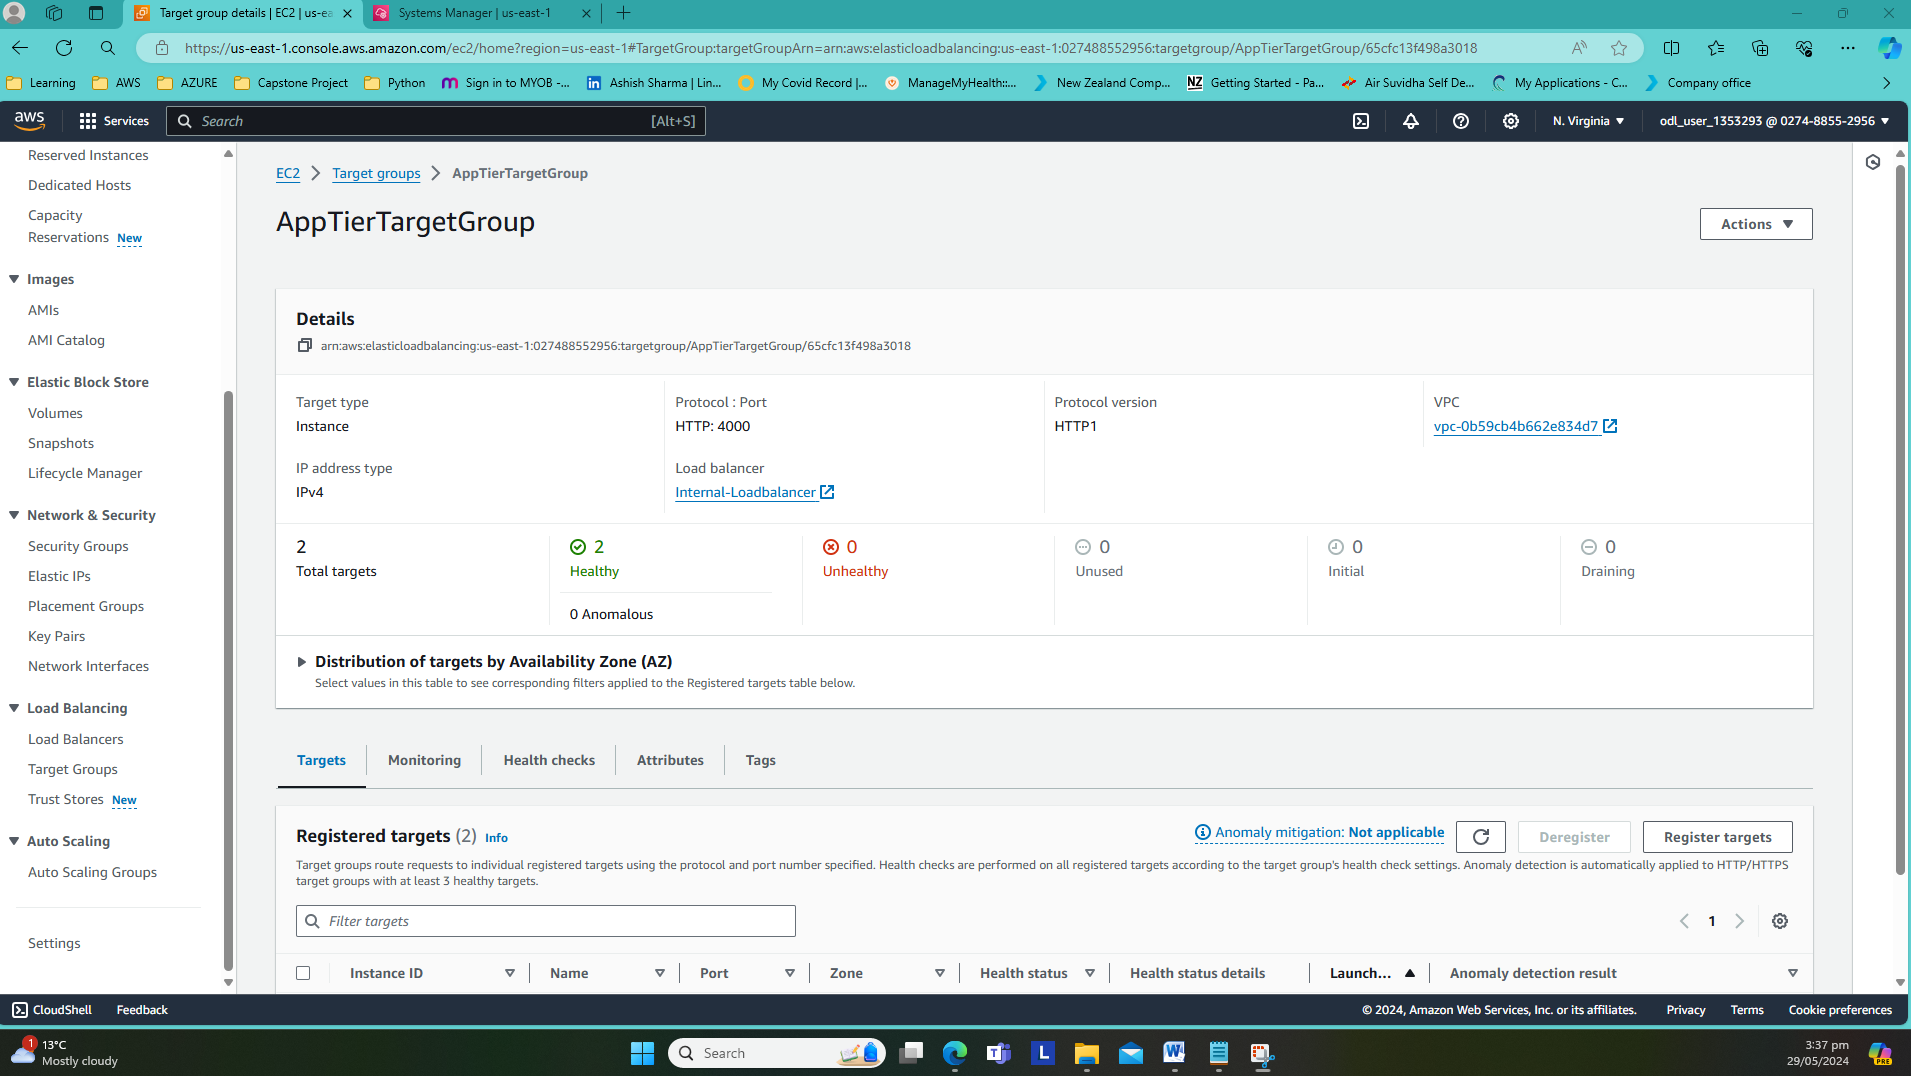 Target group details | EC2 | us-ea
Systems Manager | us-east-1
https://us-east-1.console.aws.amazon.com/ec2/home?region=us-east-1#TargetGroup:targetGroupArn=arn:aws:elasticloadbalancing:us-east-1:027488552956:targetgroup/AppTierTargetGroup/65cfc13f498a3018
Learning AWS AZURE Capstone Project Python Sign in to MYOB -... Ashish Sharma | Lin... My Covid Record |... ManageMyHealth::... New Zealand Comp... Getting Started - Pa... Air Suvidha Self De... My Applications - C... Company office
aws Services Search [Alt+S] N. Virginia odl_user_1353293 @ 0274-8855-2956
Reserved Instances
Dedicated Hosts
Capacity
Reservations New
Images
AMIs
AMI Catalog
Elastic Block Store
Volumes
Snapshots
Lifecycle Manager
Network & Security
Security Groups
Elastic IPs
Placement Groups
Key Pairs
Network Interfaces
Load Balancing
Load Balancers
Target Groups
Trust Stores New
Auto Scaling
Auto Scaling Groups
Settings
EC2 Target groups AppTierTargetGroup
AppTierTargetGroup
Actions
Details
arn:aws:elasticloadbalancing:us-east-1:027488552956:targetgroup/AppTierTargetGroup/65cfc13f498a3018
Target type
Instance
Protocol : Port
HTTP: 4000
Protocol version
HTTP1
VPC
vpc-0b59cb4b662e834d7
IP address type
IPv4
Load balancer
Internal-Loadbalancer
2
Total targets
2
Healthy
0 Anomalous
0
Unhealthy
0
Unused
0
Initial
0
Draining
Distribution of targets by Availability Zone (AZ)
Select values in this table to see corresponding filters applied to the Registered targets table below.
Targets Monitoring Health checks Attributes Tags
Registered targets (2) Info
Anomaly mitigation: Not applicable
Deregister
Register targets
Target groups route requests to individual registered targets using the protocol and port number specified. Health checks are performed on all registered targets according to the target group's health check settings. Anomaly detection is automatically applied to HTTP/HTTPS
target groups with at least 3 healthy targets.
Filter targets
1
Instance ID Name Port Zone Health status Health status details Launch... Anomaly detection result
CloudShell Feedback © 2024, Amazon Web Services, Inc. or its affiliates. Privacy Terms Cookie preferences
1
13°C
Mostly cloudy
Search
L
PRE
3:37 pm
29/05/2024